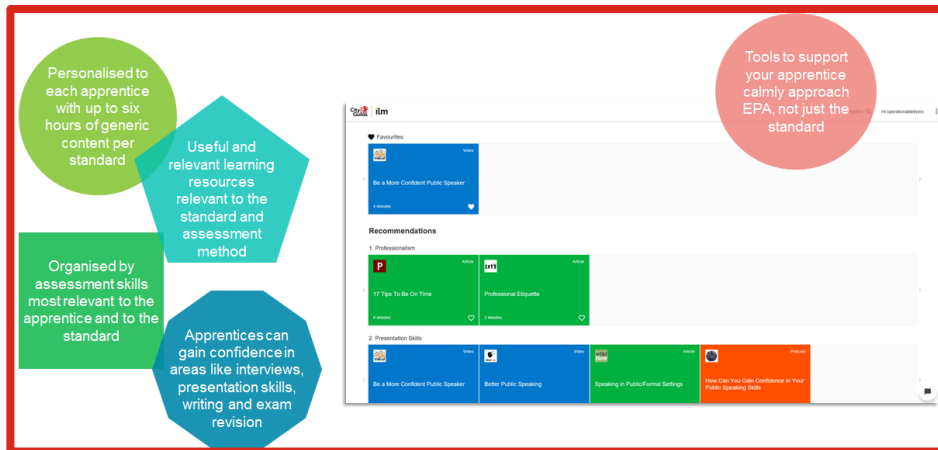 Personalised to
each apprentice
with up to six
hours of generic
content per
standard
Useful and
relevant learning
resources
relevant to the
standard and
assessment
method
Organised by
assessment skills
most relevant to the
apprentice and to the
standard
Apprentices can
gain confidence in
areas like interviews,
presentation skills,
writing and exam
revision
Tools to support
your apprentice
calmly approach
EPA, not just the
standard
City&
Guilds
ilm
Hi operationaldelivery
Favourites
Video
Be a More Confident Public Speaker
4 minutes
Recommendations
1. Professionalism
P
Article
17 Tips To Be On Time
Article
Professional Etiquette
3 minutes
2. Presentation Skills
Video
Be a More Confident Public Speaker
Video
Better Public Speaking
Article
Speaking in Public/Formal Settings
Podcast
How Can You Gain Confidence In Your
Public Speaking Skills